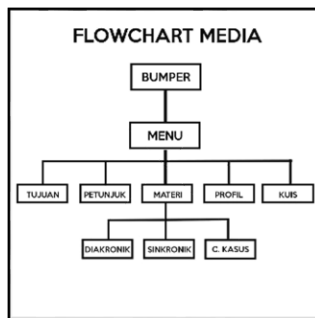 FLOWCHART MEDIA
BUMPER
MENU
TUJUAN PETUNJUK MATERI PROFIL KUIS
DIAKRONIK SINKRONIK C. KASUS